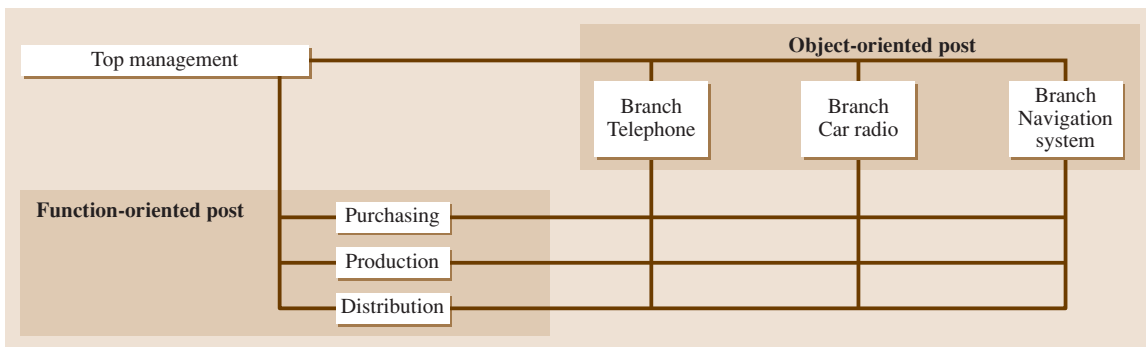 Object-oriented post
Top management
Branch
Telephone
Branch
Car radio
Branch
Navigation
system
Function-oriented post
Purchasing
Production
Distribution